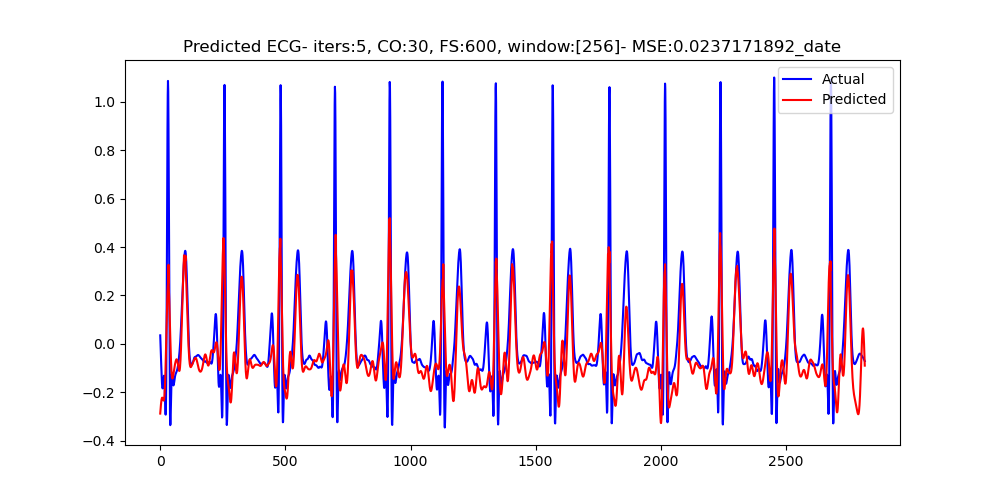 Predicted ECG- iters:5, CO:30, FS:600, window:[256]- MSE:0.0237171892_date
Actual
Predicted
1.0
0.8
0.6
0.4
0.2
0.0
−0.2
−0.4
0 500 1000 1500 2000 2500